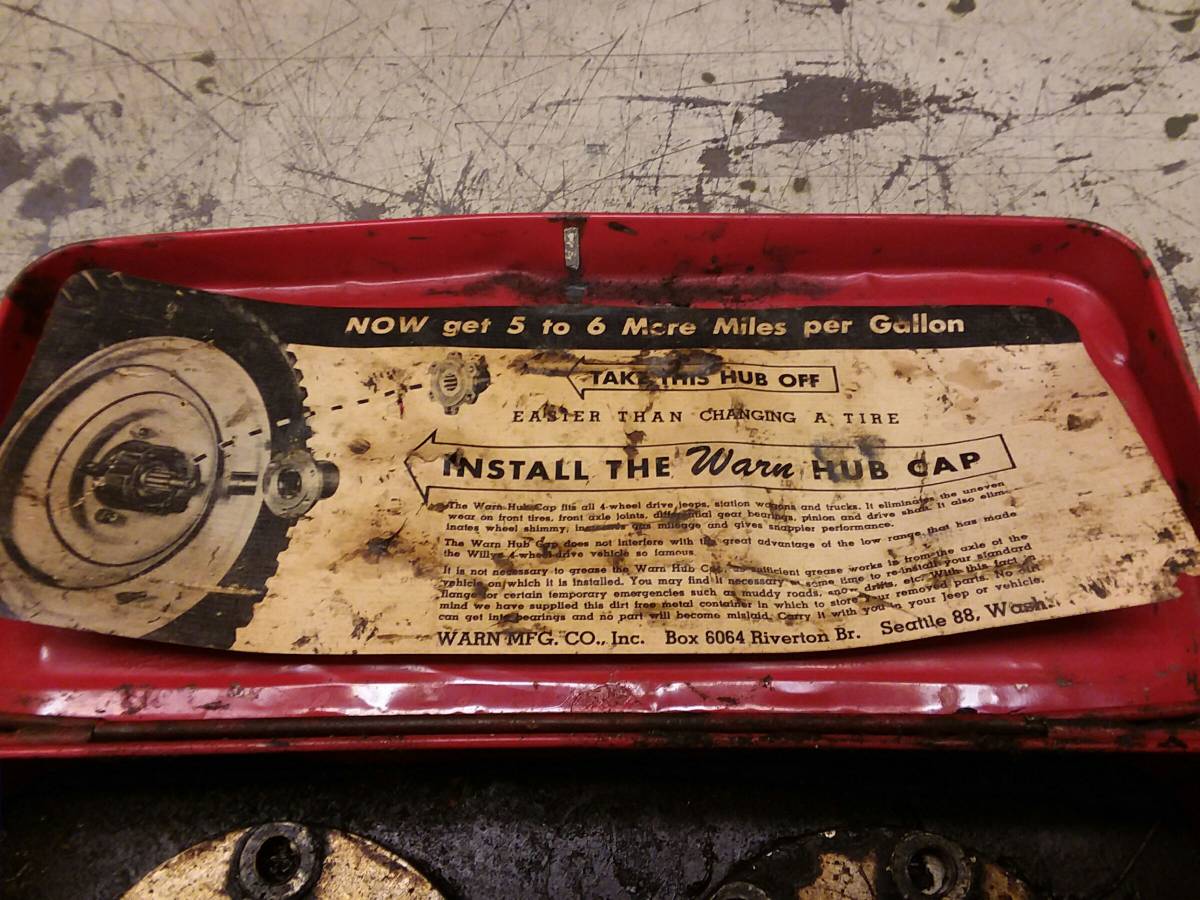 NOW get 5 to 6 More Miles per Gallon
TAKE THIS HUB OFF
EASIER THAN CHANGING A TIRE
INSTALL THE Warn HUB CAP
The Warn Hub Cap fits all 4-wheel drive jeeps, station wagons and trucks. It eliminates the uneven
wear on front tires, front axle joints, differential gear bearings, pinion and drive shaft. It also elim-
inates wheel shimmy, increases gas mileage and gives snappier performance.
The Warn Hub Cap does not interfere with the great advantage of the low range, that has made
the Willys 4-wheel drive vehicle so famous.
It is not necessary to grease the Warn Hub Cap, as sufficient grease works in from the axle of the
vehicle on which it is installed. You may find it necessary at some time to re-install your standard
flange for certain temporary emergencies such as muddy roads, snow drifts, etc. With this fact in
mind we have supplied this dirt free metal container in which to store your removed parts. No dirt
can get into bearings and no part will become mislaid. Carry it with you in your Jeep or vehicle.
WARN MFG. CO., Inc. Box 6064 Riverton Br. Seattle 88, Wash.